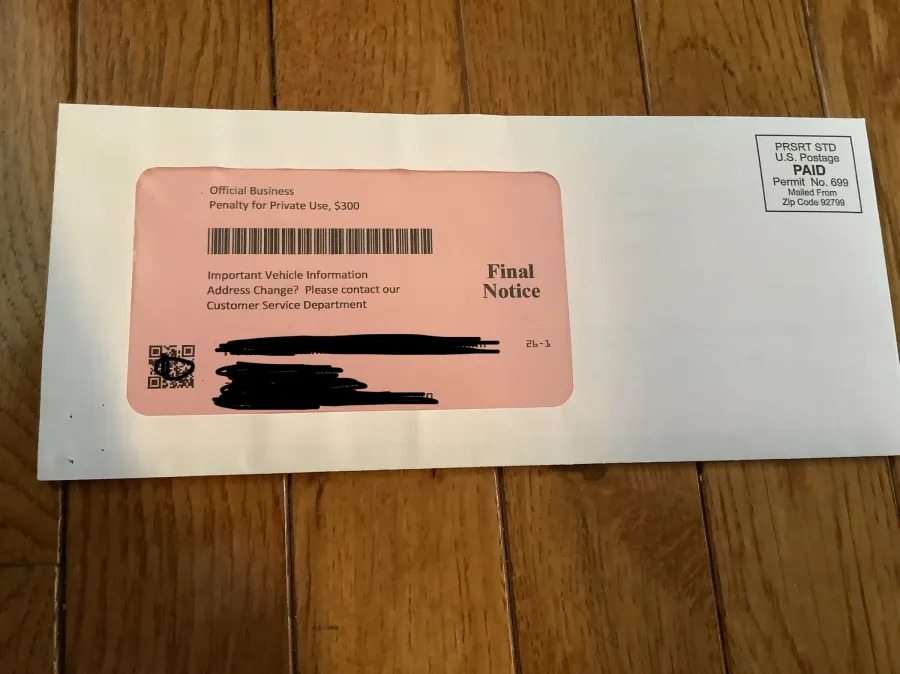 PRSRT STD
U.S. Postage
PAID
Permit No. 699
Mailed From
Zip Code 92799
Official Business
Penalty for Private Use, $300
Important Vehicle Information
Address Change? Please contact our
Customer Service Department
Final
Notice
26-1